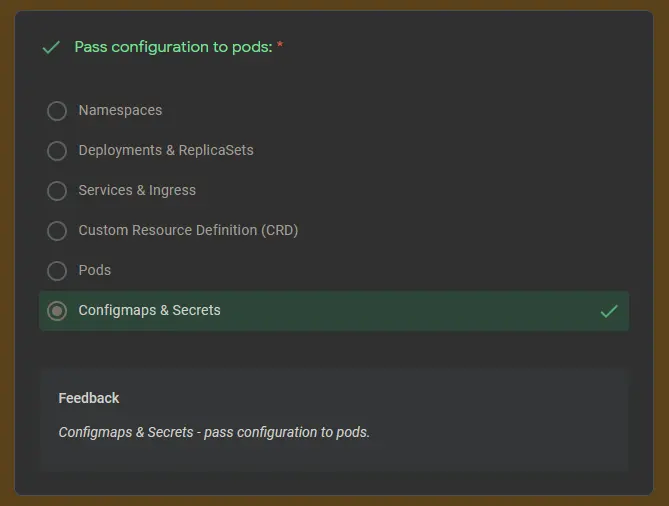 Pass configuration to pods: *
Namespaces
Deployments & ReplicaSets
Services & Ingress
Custom Resource Definition (CRD)
Pods
Configmaps & Secrets
Feedback
Configmaps & Secrets - pass configuration to pods.